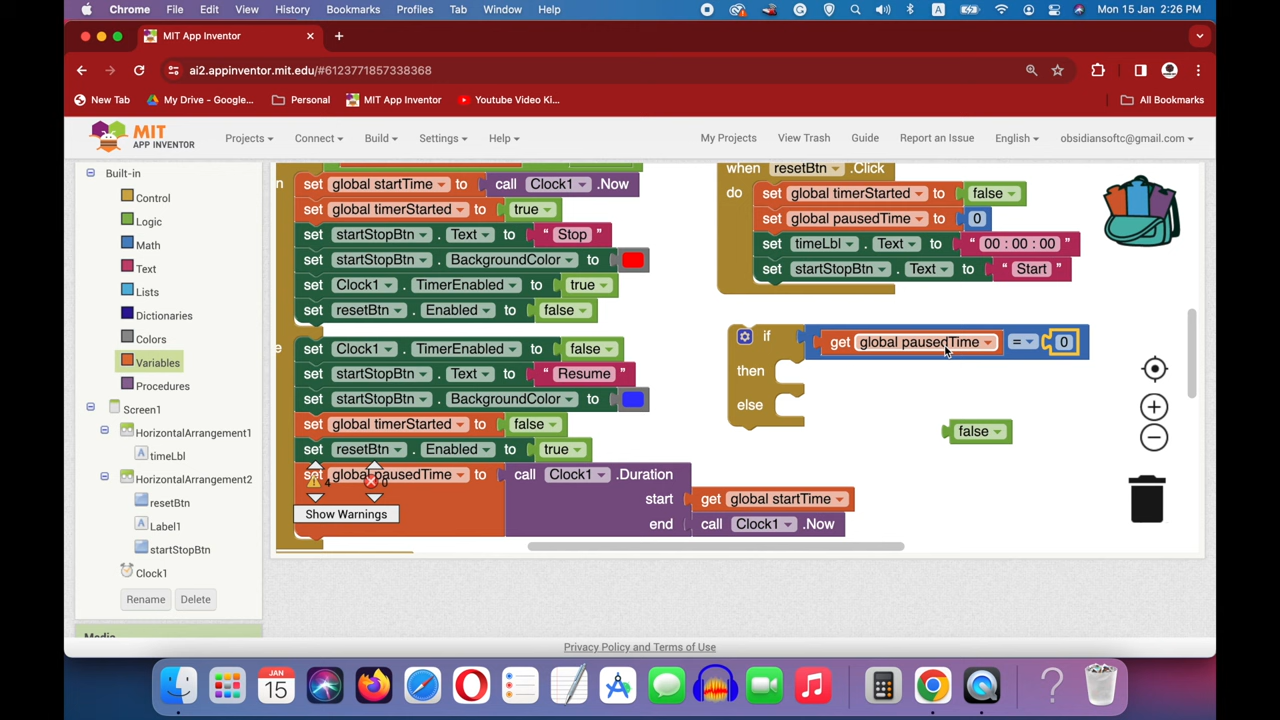 Chrome File Edit View History Bookmarks Profiles Tab Window Help A Mon 15 Jan 2:26 PM
MIT App Inventor
ai2.appinventor.mit.edu/#6123771857338368
New Tab My Drive - Google... Personal MIT App Inventor Youtube Video Ki... All Bookmarks
MIT
APP INVENTOR
Projects Connect Build Settings Help My Projects View Trash Guide Report an Issue English obsidiansoftc@gmail.com
Built-in
Control
Logic
Math
Text
Lists
Dictionaries
Colors
Variables
Procedures
Screen1
HorizontalArrangement1
A timeLbl
HorizontalArrangement2
resetBtn
A Label1
startStopBtn
Clock1
Rename Delete
Media
n set global startTime to call Clock1 .Now
set global timerStarted to true
set startStopBtn . Text to “ Stop ”
set startStopBtn . BackgroundColor to
set Clock1 . TimerEnabled to true
set resetBtn . Enabled to false
e set Clock1 . TimerEnabled to false
set startStopBtn . Text to “ Resume ”
set startStopBtn . BackgroundColor to
set global timerStarted to false
set resetBtn . Enabled to true
set global pausedTime to call Clock1 .Duration
start get global startTime
end call Clock1 .Now
4 0
Show Warnings
when resetBtn .Click
do set global timerStarted to false
set global pausedTime to 0
set timeLbl . Text to “ 00 : 00 : 00 ”
set startStopBtn . Text to “ Start ”
if get global pausedTime = 0
then
else
false
Privacy Policy and Terms of Use
JAN
15